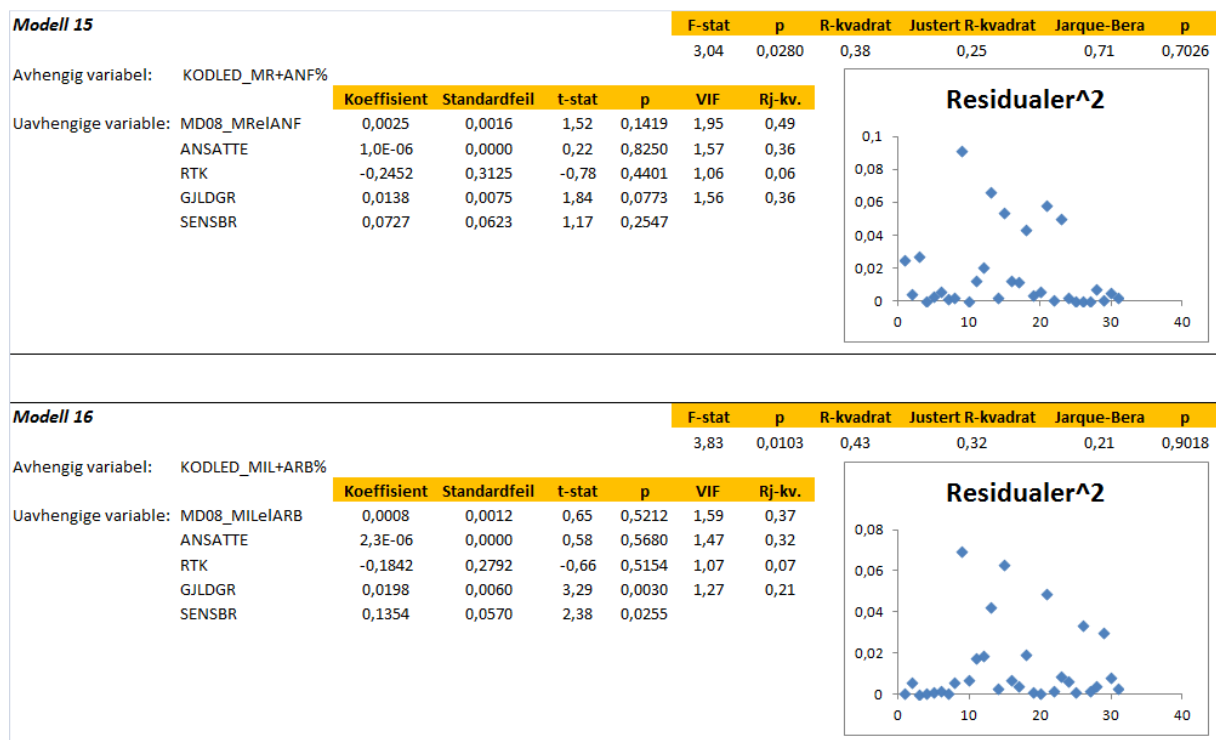 Modell 15 F-stat p R-kvadrat Justert R-kvadrat Jarque-Bera p
3,04 0,0280 0,38 0,25 0,71 0,7026
Avhengig variabel: KODLED_MR+ANF%
Koeffisient Standardfeil t-stat p VIF Rj-kv.
Uavhengige variable: MD08_MRelANF 0,0025 0,0016 1,52 0,1419 1,95 0,49
ANSATTE 1,0E-06 0,0000 0,22 0,8250 1,57 0,36
RTK -0,2452 0,3125 -0,78 0,4401 1,06 0,06
GJLDGR 0,0138 0,0075 1,84 0,0773 1,56 0,36
SENSBR 0,0727 0,0623 1,17 0,2547
Residualer^2
0,1
0,08
0,06
0,04
0,02
0
0 10 20 30 40
Modell 16 F-stat p R-kvadrat Justert R-kvadrat Jarque-Bera p
3,83 0,0103 0,43 0,32 0,21 0,9018
Avhengig variabel: KODLED_MIL+ARB%
Koeffisient Standardfeil t-stat p VIF Rj-kv.
Uavhengige variable: MD08_MILelARB 0,0008 0,0012 0,65 0,5212 1,59 0,37
ANSATTE 2,3E-06 0,0000 0,58 0,5680 1,47 0,32
RTK -0,1842 0,2792 -0,66 0,5154 1,07 0,07
GJLDGR 0,0198 0,0060 3,29 0,0030 1,27 0,21
SENSBR 0,1354 0,0570 2,38 0,0255
Residualer^2
0,08
0,06
0,04
0,02
0
0 10 20 30 40